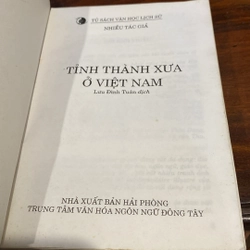 TỦ SÁCH VĂN HỌC LỊCH SỬ
NHIỀU TÁC GIẢ
TỈNH THÀNH XƯA
Ở VIỆT NAM
Lưu Đình Tuân dịch
NHÀ XUẤT BẢN HẢI PHÒNG
TRUNG TÂM VĂN HÓA NGÔN NGỮ ĐÔNG TÂY